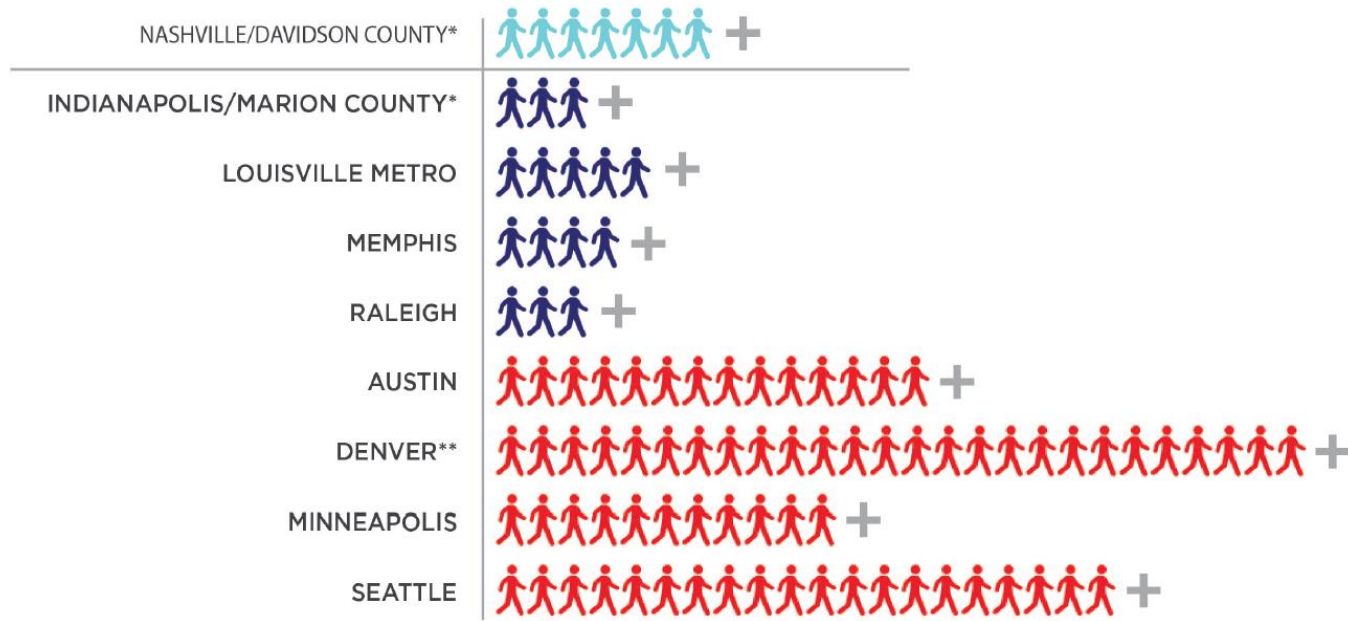 NASHVILLE/DAVIDSON COUNTY*
INDIANAPOLIS/MARION COUNTY*
LOUISVILLE METRO
MEMPHIS
RALEIGH
AUSTIN
DENVER**
MINNEAPOLIS
SEATTLE